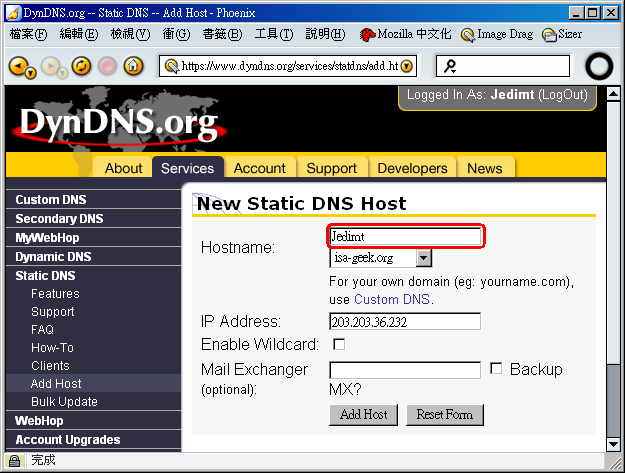 DynDNS.org -- Static DNS -- Add Host - Phoenix
檔案(F) 編輯(E) 檢視(V) 衝(G) 書籤(B) 工具(T) 說明(H) Mozilla 中文化 Image Drag Sizer
https://www.dyndns.org/services/statdns/add.ht
Logged In As: Jedimt (LogOut)
DynDNS.org
About Services Account Support Developers News
Custom DNS
Secondary DNS
MyWebHop
Dynamic DNS
Static DNS
Features
Support
FAQ
How-To
Clients
Add Host
Bulk Update
WebHop
Account Upgrades
New Static DNS Host
Hostname: Jedimt
isa-geek.org
For your own domain (eg: yourname.com),
use Custom DNS.
IP Address: 203.203.36.232
Enable Wildcard:
Mail Exchanger Backup
(optional): MX?
Add Host Reset Form
完成